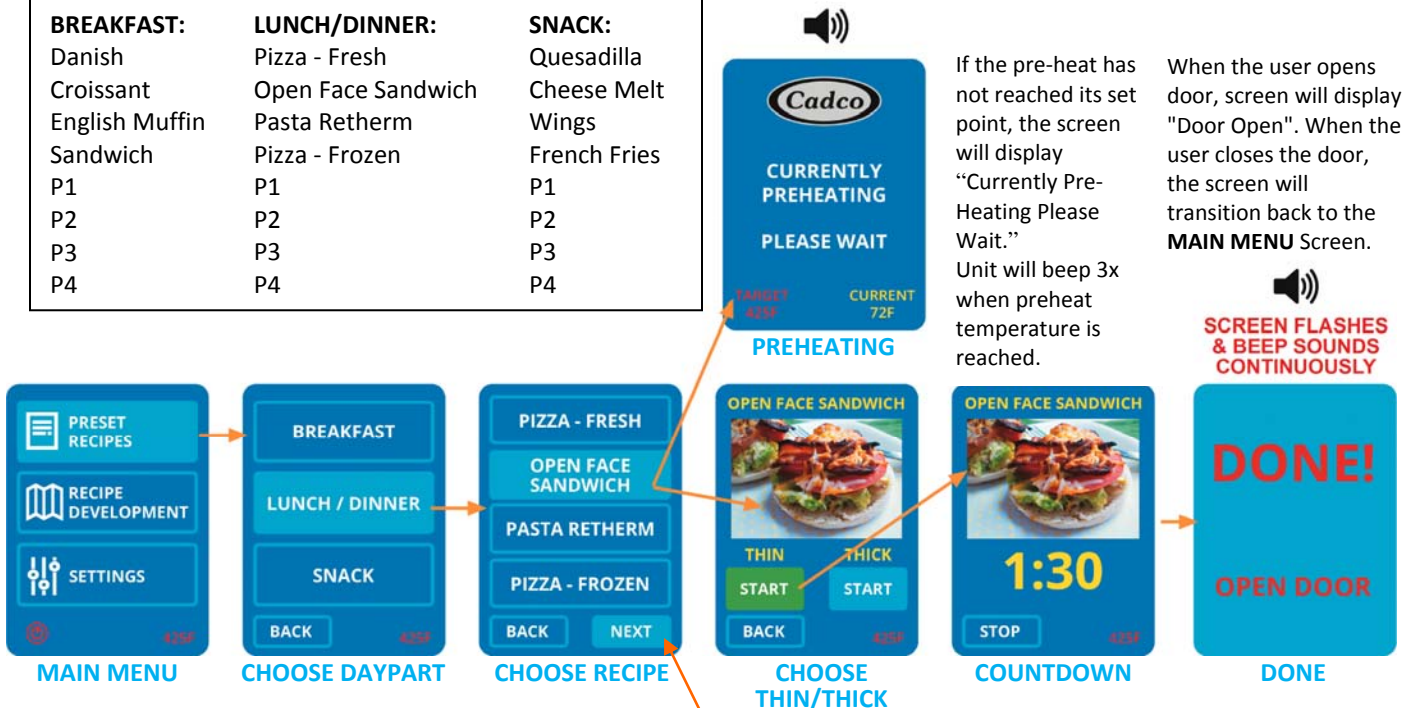 BREAKFAST: LUNCH/DINNER: SNACK:
Danish Pizza - Fresh Quesadilla
Croissant Open Face Sandwich Cheese Melt
English Muffin Pasta Retherm Wings
Sandwich Pizza - Frozen French Fries
P1 P1 P1
P2 P2 P2
P3 P3 P3
P4 P4 P4
Cadco
CURRENTLY
PREHEATING
PLEASE WAIT
TARGET CURRENT
425F 72F
PREHEATING
If the pre-heat has
not reached its set
point, the screen
will display
“Currently Pre-
Heating Please
Wait.”
Unit will beep 3x
when preheat
temperature is
reached.
When the user opens
door, screen will display
"Door Open". When the
user closes the door,
the screen will
transition back to the
MAIN MENU Screen.
SCREEN FLASHES
& BEEP SOUNDS
CONTINUOUSLY
PRESET
RECIPES
RECIPE
DEVELOPMENT
SETTINGS
425F
MAIN MENU
BREAKFAST
LUNCH / DINNER
SNACK
BACK 425F
CHOOSE DAYPART
PIZZA - FRESH
OPEN FACE
SANDWICH
PASTA RETHERM
PIZZA - FROZEN
BACK NEXT
CHOOSE RECIPE
OPEN FACE SANDWICH
THIN THICK
START START
BACK 425F
CHOOSE
THIN/THICK
OPEN FACE SANDWICH
1:30
STOP 425F
COUNTDOWN
DONE!
OPEN DOOR
DONE